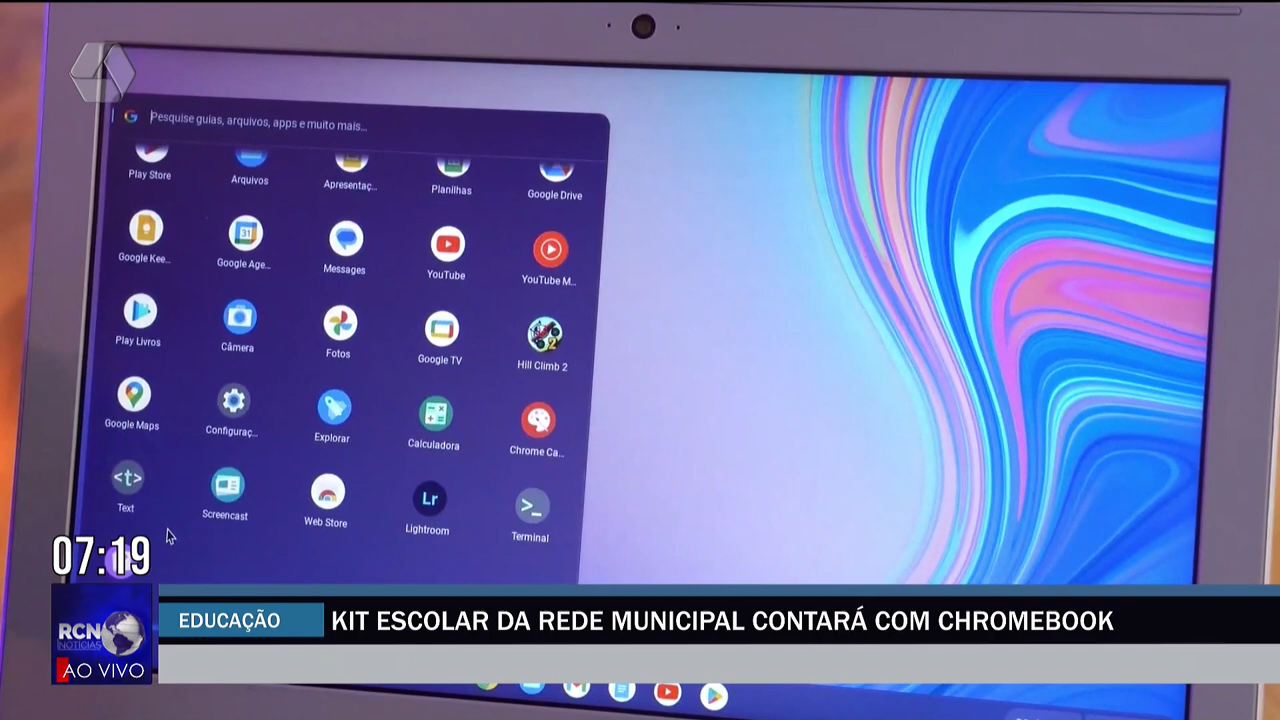 Pesquise guias, arquivos, apps e muito mais...
Play Store
Arquivos
Apresentaç...
Planilhas
Google Drive
Google Kee...
Google Age...
Messages
YouTube
YouTube M...
31
Play Livros
Câmera
Fotos
Google TV
Hill Climb 2
2
Google Maps
Configuraç...
Explorar
Calculadora
Chrome Ca...
<t>
Lr
>_
Text
Screencast
Web Store
Lightroom
Terminal
07:19
EDUCAÇÃO
KIT ESCOLAR DA REDE MUNICIPAL CONTARÁ COM CHROMEBOOK
RCN
NOTÍCIAS
AO VIVO